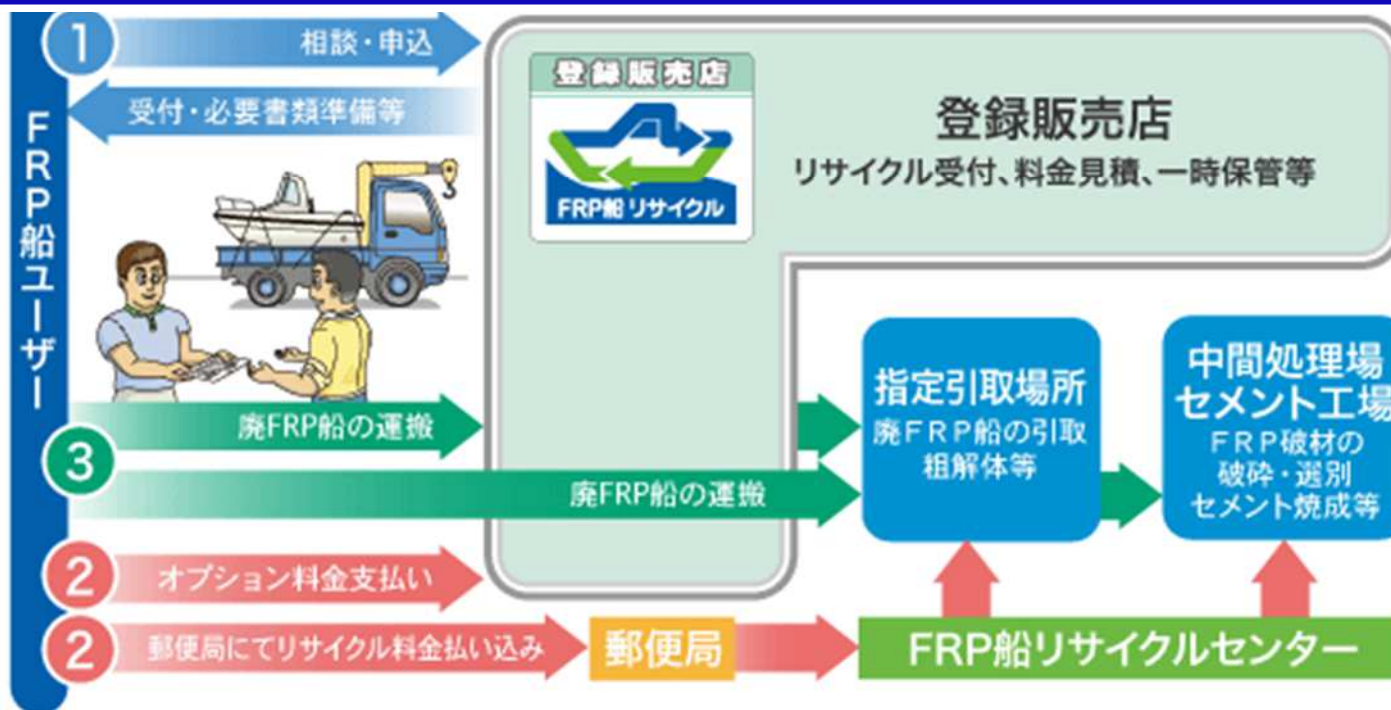 1
相談・申込
受付・必要書類準備等
FRP船ユーザー
登録販売店
FRP船 リサイクル
登録販売店
リサイクル受付、料金見積、一時保管等
3
廃FRP船の運搬
廃FRP船の運搬
指定引取場所
廃FRP船の引取
粗解体等
中間処理場
セメント工場
FRP破材の
破砕・選別
セメント焼成等
2
オプション料金支払い
2
郵便局にてリサイクル料金払い込み
郵便局
FRP船リサイクルセンター